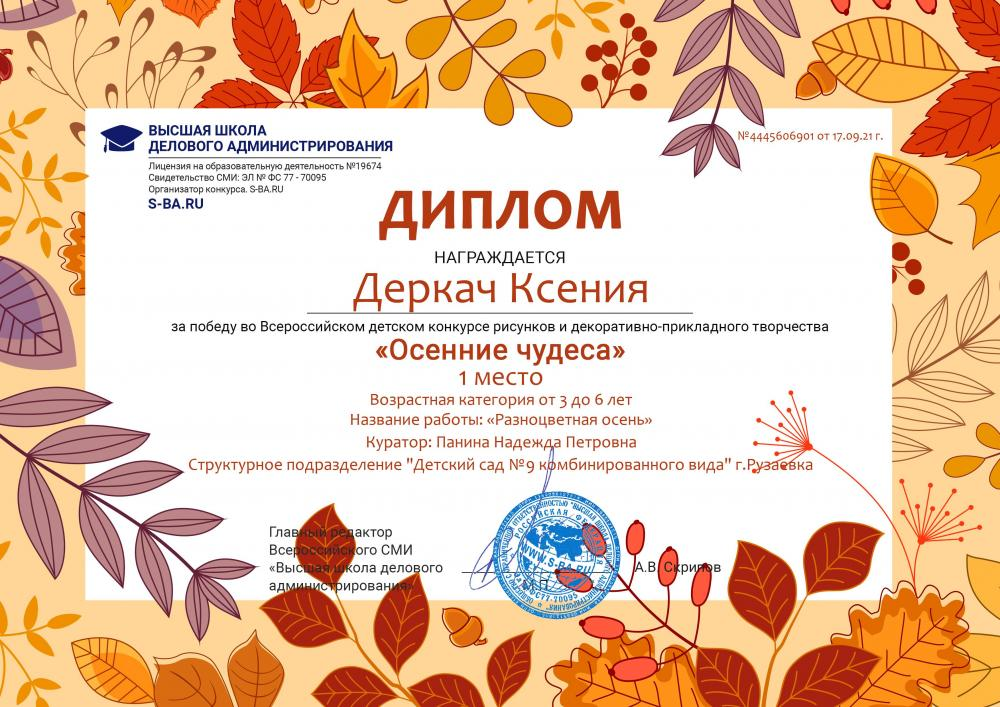 ВЫСШАЯ ШКОЛА
ДЕЛОВОГО АДМИНИСТРИРОВАНИЯ
Лицензия на образовательную деятельность №19674
Свидетельство СМИ: ЭЛ № ФС 77 - 70095
Организатор конкурса. S-BA.RU
S-BA.RU
№4445606901 от 17.09.21 г.
ДИПЛОМ
НАГРАЖДАЕТСЯ
Деркач Ксения
за победу во Всероссийском детском конкурсе рисунков и декоративно-прикладного творчества
«Осенние чудеса»
1 место
Возрастная категория от 3 до 6 лет
Название работы: «Разноцветная осень»
Куратор: Панина Надежда Петровна
Структурное подразделение "Детский сад №9 комбинированного вида" г.Рузаевка
Главный редактор
Всероссийского СМИ
«Высшая школа делового
администрирования»
М.П.
А.В. Скрипов
РОССИЙСКАЯ
WWW.S-BA.RU